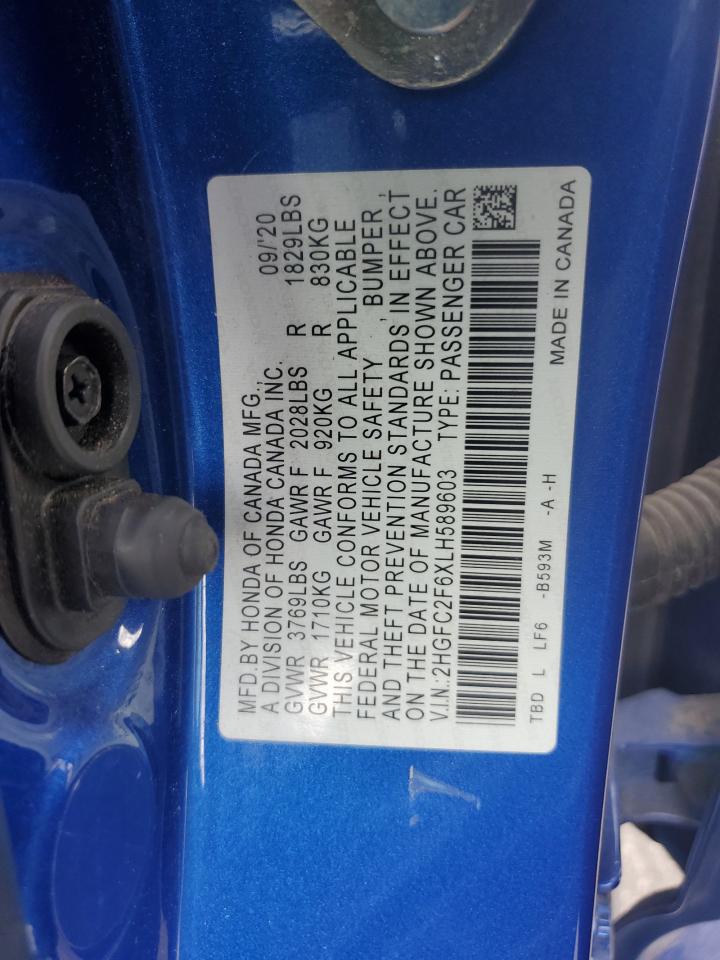 MFD.BY HONDA OF CANADA MFG.,
A DIVISION OF HONDA CANADA INC. 09/'20
GVWR 3769LBS GAWR F 2028LBS R 1829LBS
GVWR 1710KG GAWR F 920KG R 830KG
THIS VEHICLE CONFORMS TO ALL APPLICABLE
FEDERAL MOTOR VEHICLE SAFETY , BUMPER ,
AND THEFT PREVENTION STANDARDS IN EFFECT
ON THE DATE OF MANUFACTURE SHOWN ABOVE.
V.I.N.:2HGFC2F6XLH589603 TYPE: PASSENGER CAR
TBD L LF6 -B593M -A -H MADE IN CANADA